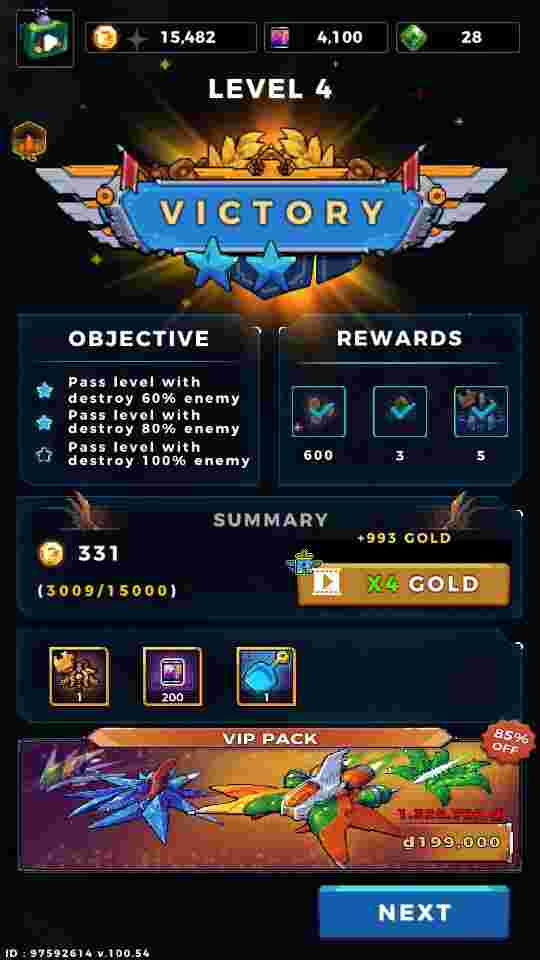 15,482
4,100
28
LEVEL 4
VICTORY
OBJECTIVE
Pass level with
destroy 60% enemy
Pass level with
destroy 80% enemy
Pass level with
destroy 100% enemy
REWARDS
600
3
5
SUMMARY
331
(3009/15000)
+993 GOLD
X4 GOLD
1
200
1
VIP PACK
85%
OFF
đ199,000
NEXT
ID : 97592614 v.100.54